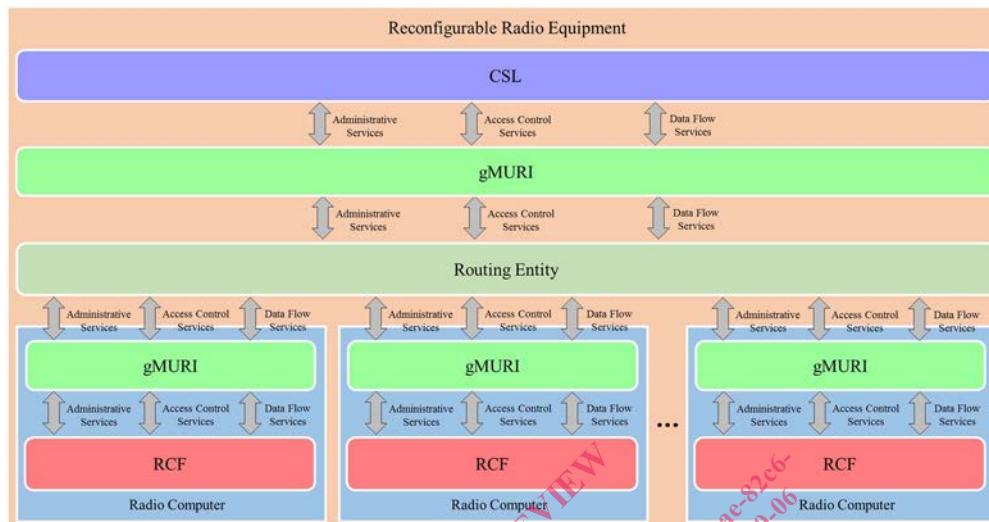 Reconfigurable Radio Equipment
CSL
Administrative Services
Access Control Services
Data Flow Services
gMURI
Administrative Services
Access Control Services
Data Flow Services
Routing Entity
Administrative Services
Access Control Services
Data Flow Services
Administrative Services
Access Control Services
Data Flow Services
Administrative Services
Access Control Services
Data Flow Services
gMURI
gMURI
gMURI
Administrative Services
Access Control Services
Data Flow Services
Administrative Services
Access Control Services
Data Flow Services
...
Administrative Services
Access Control Services
Data Flow Services
RCF
RCF
RCF
Radio Computer
Radio Computer
Radio Computer